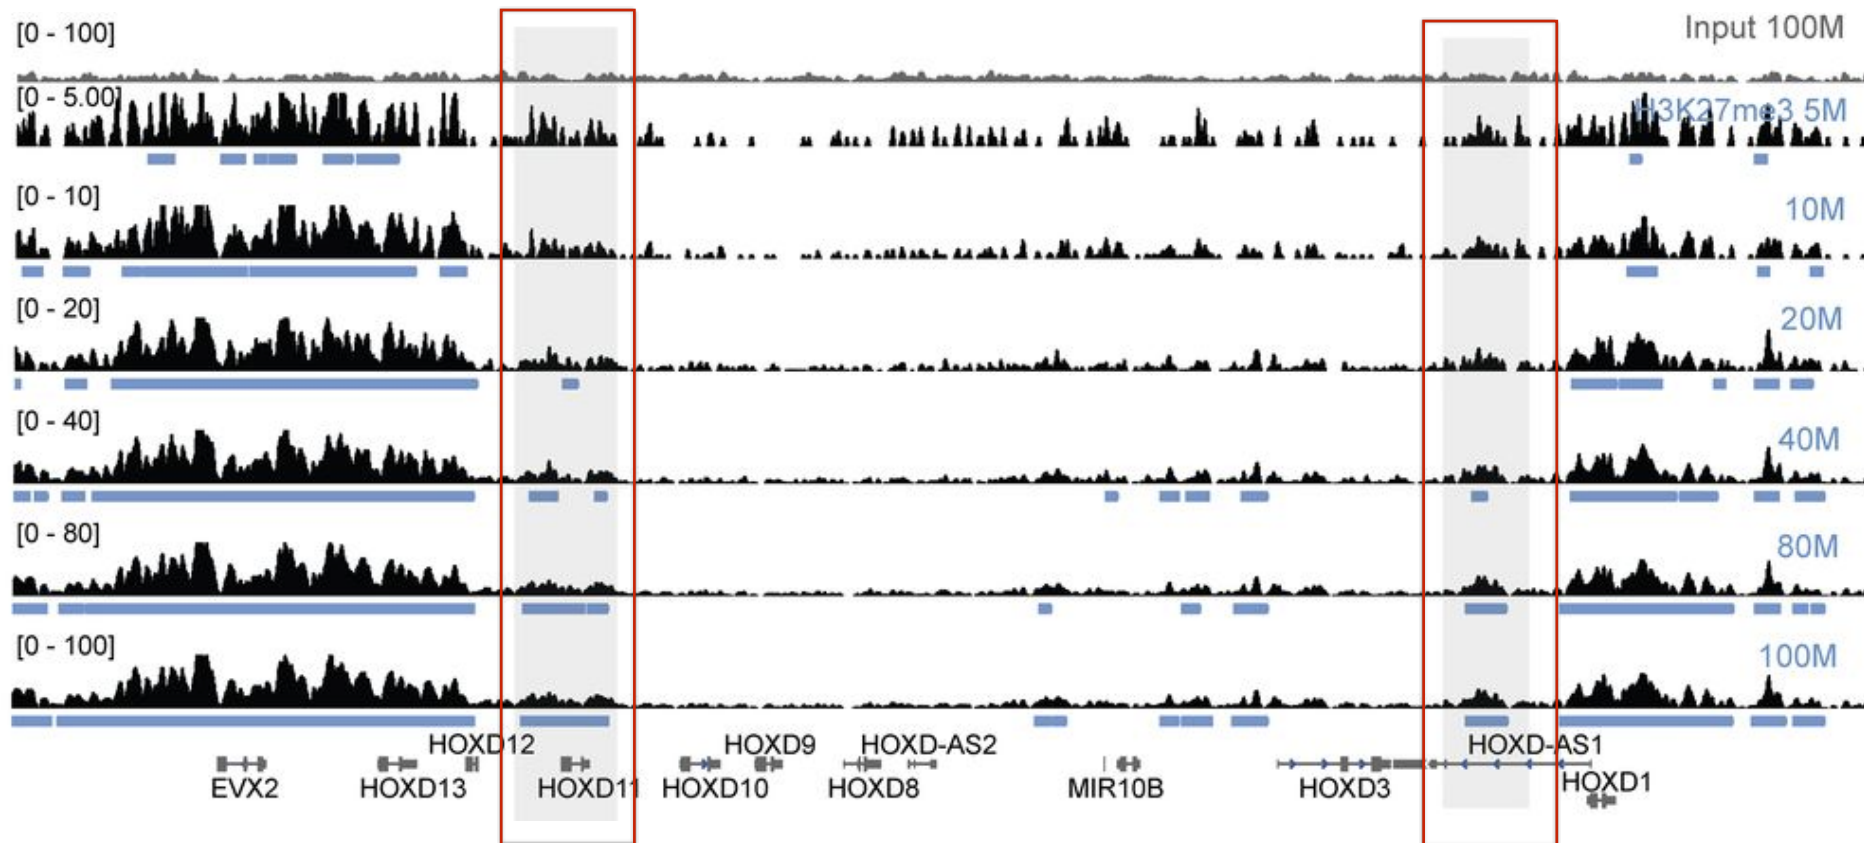 [0 - 100]
Input 100M
[0 - 5.00]
H3K27me3 5M
[0 - 10]
10M
[0 - 20]
20M
[0 - 40]
40M
[0 - 80]
80M
[0 - 100]
100M
HOXD12 HOXD9 HOXD-AS2 HOXD-AS1
EVX2 HOXD13 HOXD11 HOXD10 HOXD8 MIR10B HOXD3 HOXD1